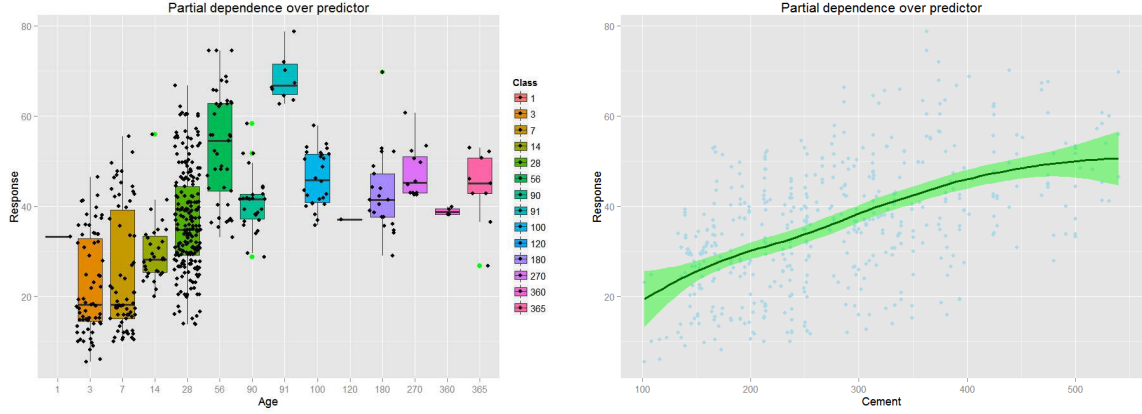 Partial dependence over predictor
80
60
40
20
Response
1 3 7 14 28 56 90 91 100 120 180 270 360 365
Age
Class
1
3
7
14
28
56
90
91
100
120
180
270
360
365
Partial dependence over predictor
80
60
40
20
Response
100 200 300 400 500
Cement